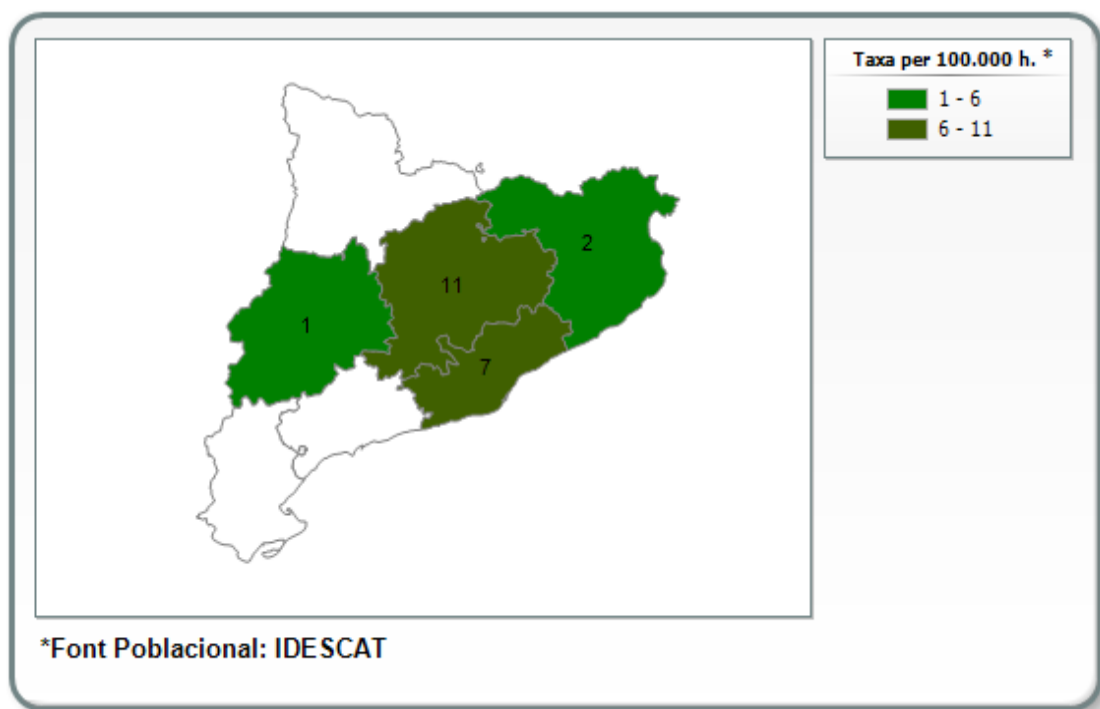 Taxa per 100.000 h. *
1 - 6
6 - 11
2
11
1
7
*Font Poblacional: IDESCAT